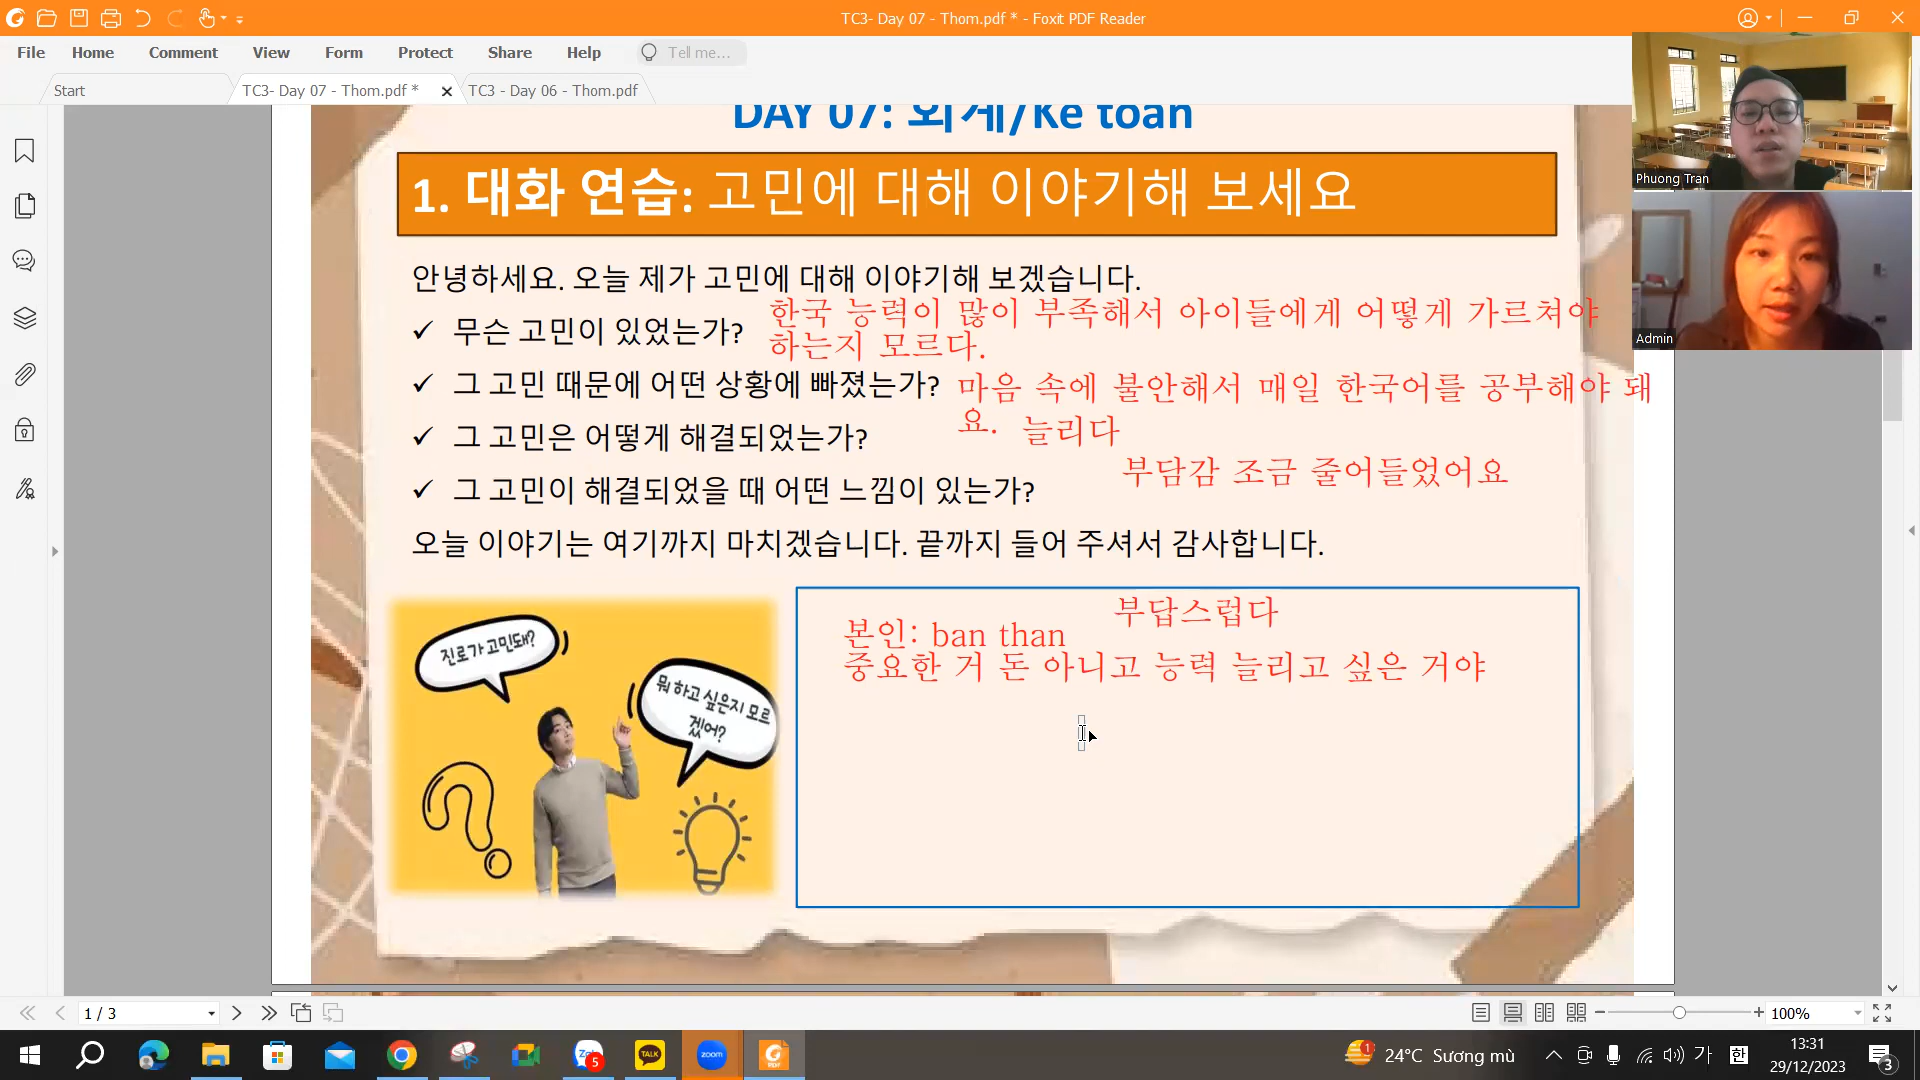 TC3- Day 07 - Thom.pdf * - Foxit PDF Reader
File Home Comment View Form Protect Share Help Tell me...
Start
TC3- Day 07 - Thom.pdf *
TC3 - Day 06 - Thom.pdf
DAY 07: 회계/Ke toan
1. 대화 연습: 고민에 대해 이야기해 보세요
안녕하세요. 오늘 제가 고민에 대해 이야기해 보겠습니다.
✓ 무슨 고민이 있었는가?
한국 능력이 많이 부족해서 아이들에게 어떻게 가르쳐야
하는지 모르다.
✓ 그 고민 때문에 어떤 상황에 빠졌는가?
마음 속에 불안해서 매일 한국어를 공부해야 돼
요.
늘리다
✓ 그 고민은 어떻게 해결되었는가?
부담감 조금 줄어들었어요
✓ 그 고민이 해결되었을 때 어떤 느낌이 있는가?
오늘 이야기는 여기까지 마치겠습니다. 끝까지 들어 주셔서 감사합니다.
진로가 고민돼?
뭐 하고 싶은지 모르
겠어?
부답스럽다
본인: ban than
중요한 거 돈 아니고 능력 늘리고 싶은 거야
Phuong Tran
Admin
1 / 3
100%
TALK
zoom
5
1
24°C Sương mù
가
한
13:31
29/12/2023
3